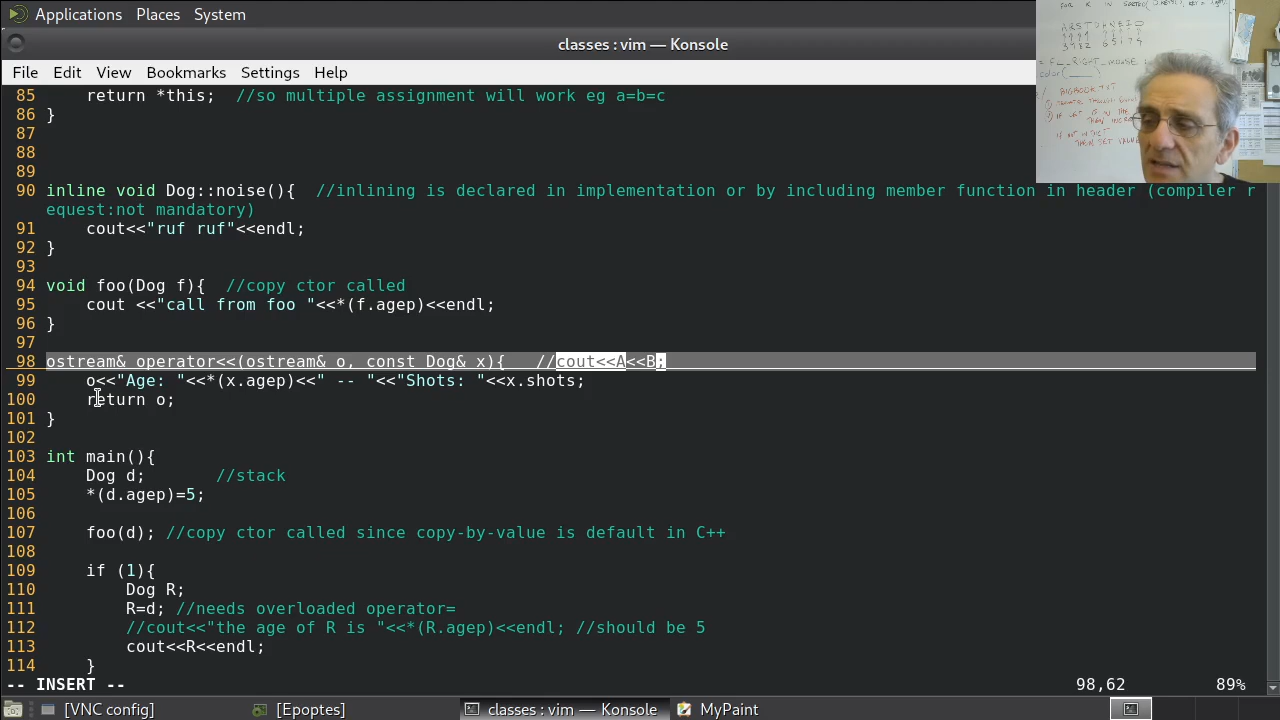 Applications Places System
classes : vim — Konsole
File Edit View Bookmarks Settings Help
85 return *this; //so multiple assignment will work eg a=b=c
86 }
87
88
89
90 inline void Dog::noise(){ //inlining is declared in implementation or by including member function in header (compiler r
equest:not mandatory)
91 cout<<"ruf ruf"<<endl;
92 }
93
94 void foo(Dog f){ //copy ctor called
95 cout <<"call from foo "<<*(f.agep)<<endl;
96 }
97
98 ostream& operator<<(ostream& o, const Dog& x){ //cout<<A<<B;
99 o<<"Age: "<<*(x.agep)<<" -- "<<"Shots: "<<x.shots;
100 return o;
101 }
102
103 int main(){
104 Dog d; //stack
105 *(d.agep)=5;
106
107 foo(d); //copy ctor called since copy-by-value is default in C++
108
109 if (1){
110 Dog R;
111 R=d; //needs overloaded operator=
112 //cout<<"the age of R is "<<*(R.agep)<<endl; //should be 5
113 cout<<R<<endl;
114 }
-- INSERT -- 98,62 89%
[VNC config] [Epoptes] classes : vim — Konsole MyPaint